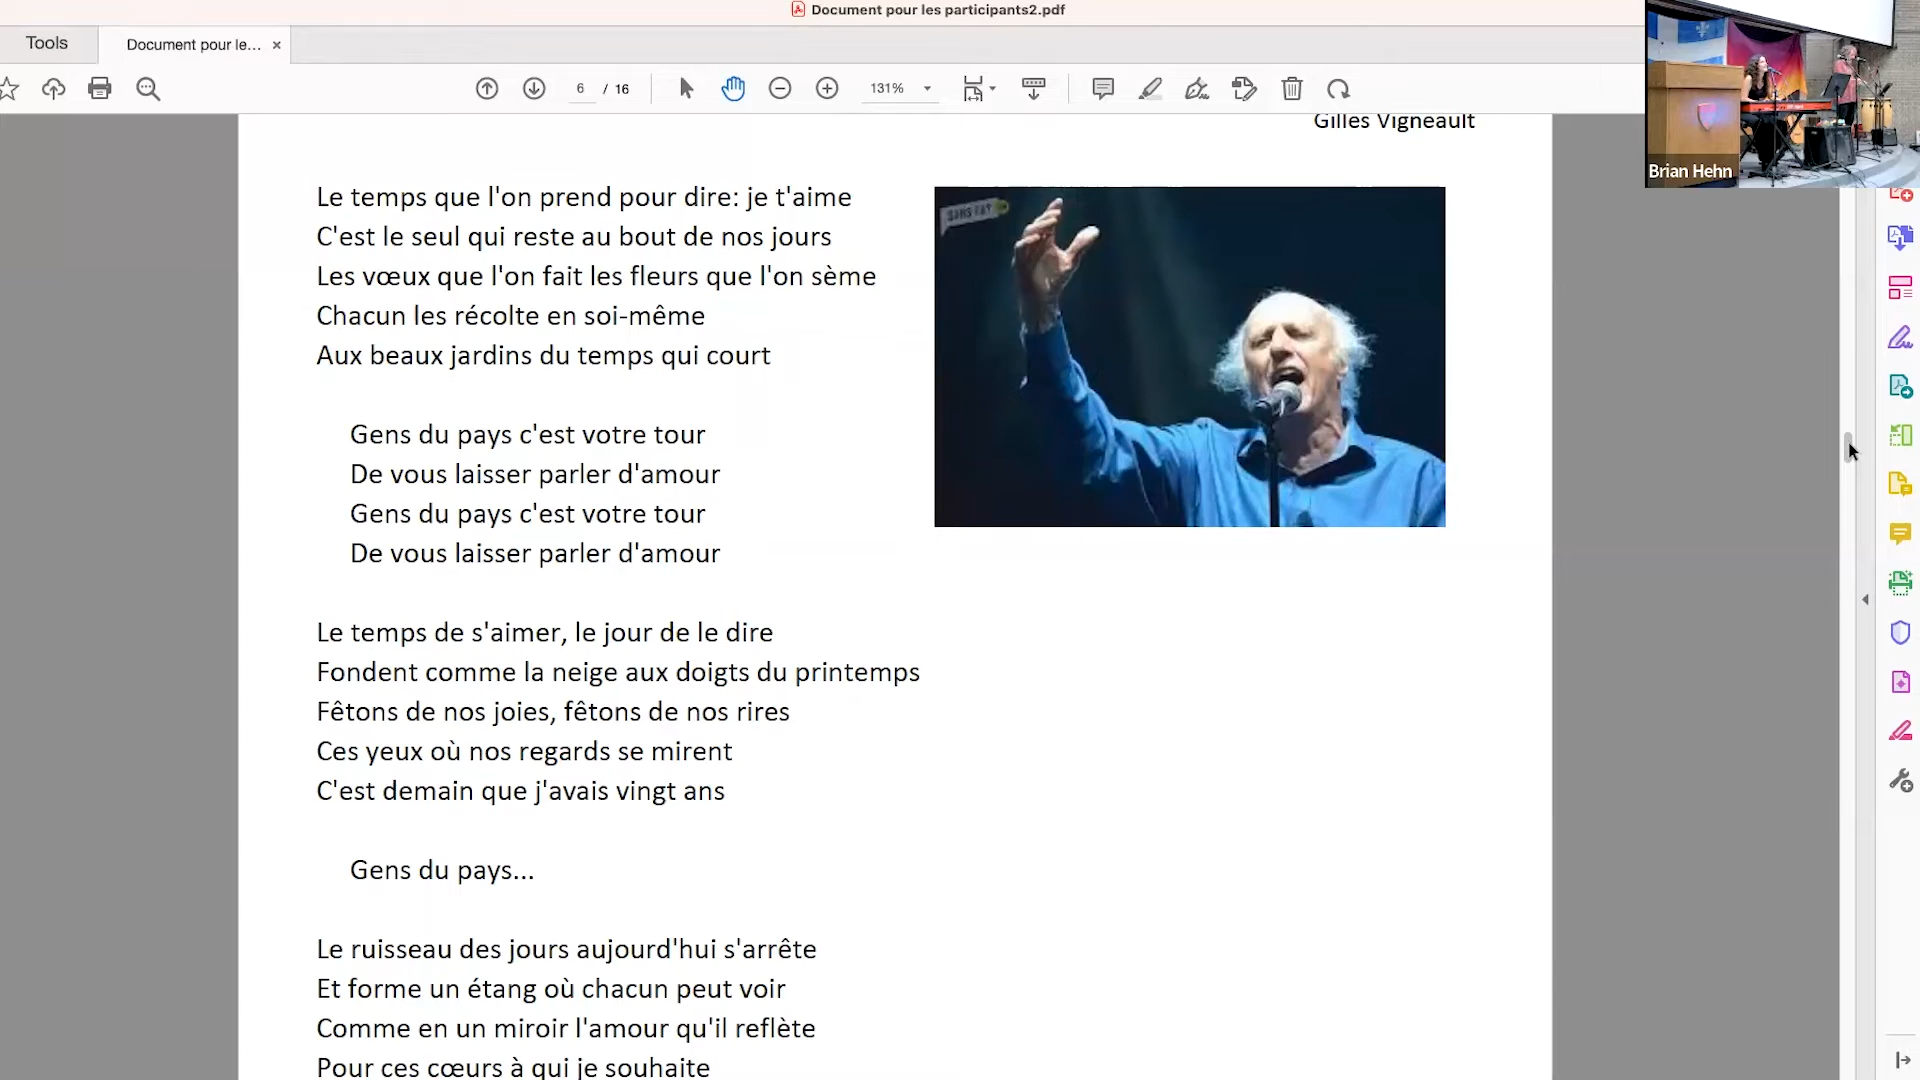 Document pour les participants2.pdf
Tools
Document pour le... ×
6 / 16
131%
Brian Hehn
Gilles Vigneault
Le temps que l'on prend pour dire: je t'aime
C'est le seul qui reste au bout de nos jours
Les vœux que l'on fait les fleurs que l'on sème
Chacun les récolte en soi-même
Aux beaux jardins du temps qui court
Gens du pays c'est votre tour
De vous laisser parler d'amour
Gens du pays c'est votre tour
De vous laisser parler d'amour
Le temps de s'aimer, le jour de le dire
Fondent comme la neige aux doigts du printemps
Fêtons de nos joies, fêtons de nos rires
Ces yeux où nos regards se mirent
C'est demain que j'avais vingt ans
Gens du pays...
Le ruisseau des jours aujourd'hui s'arrête
Et forme un étang où chacun peut voir
Comme en un miroir l'amour qu'il reflète
Pour ces cœurs à qui je souhaite